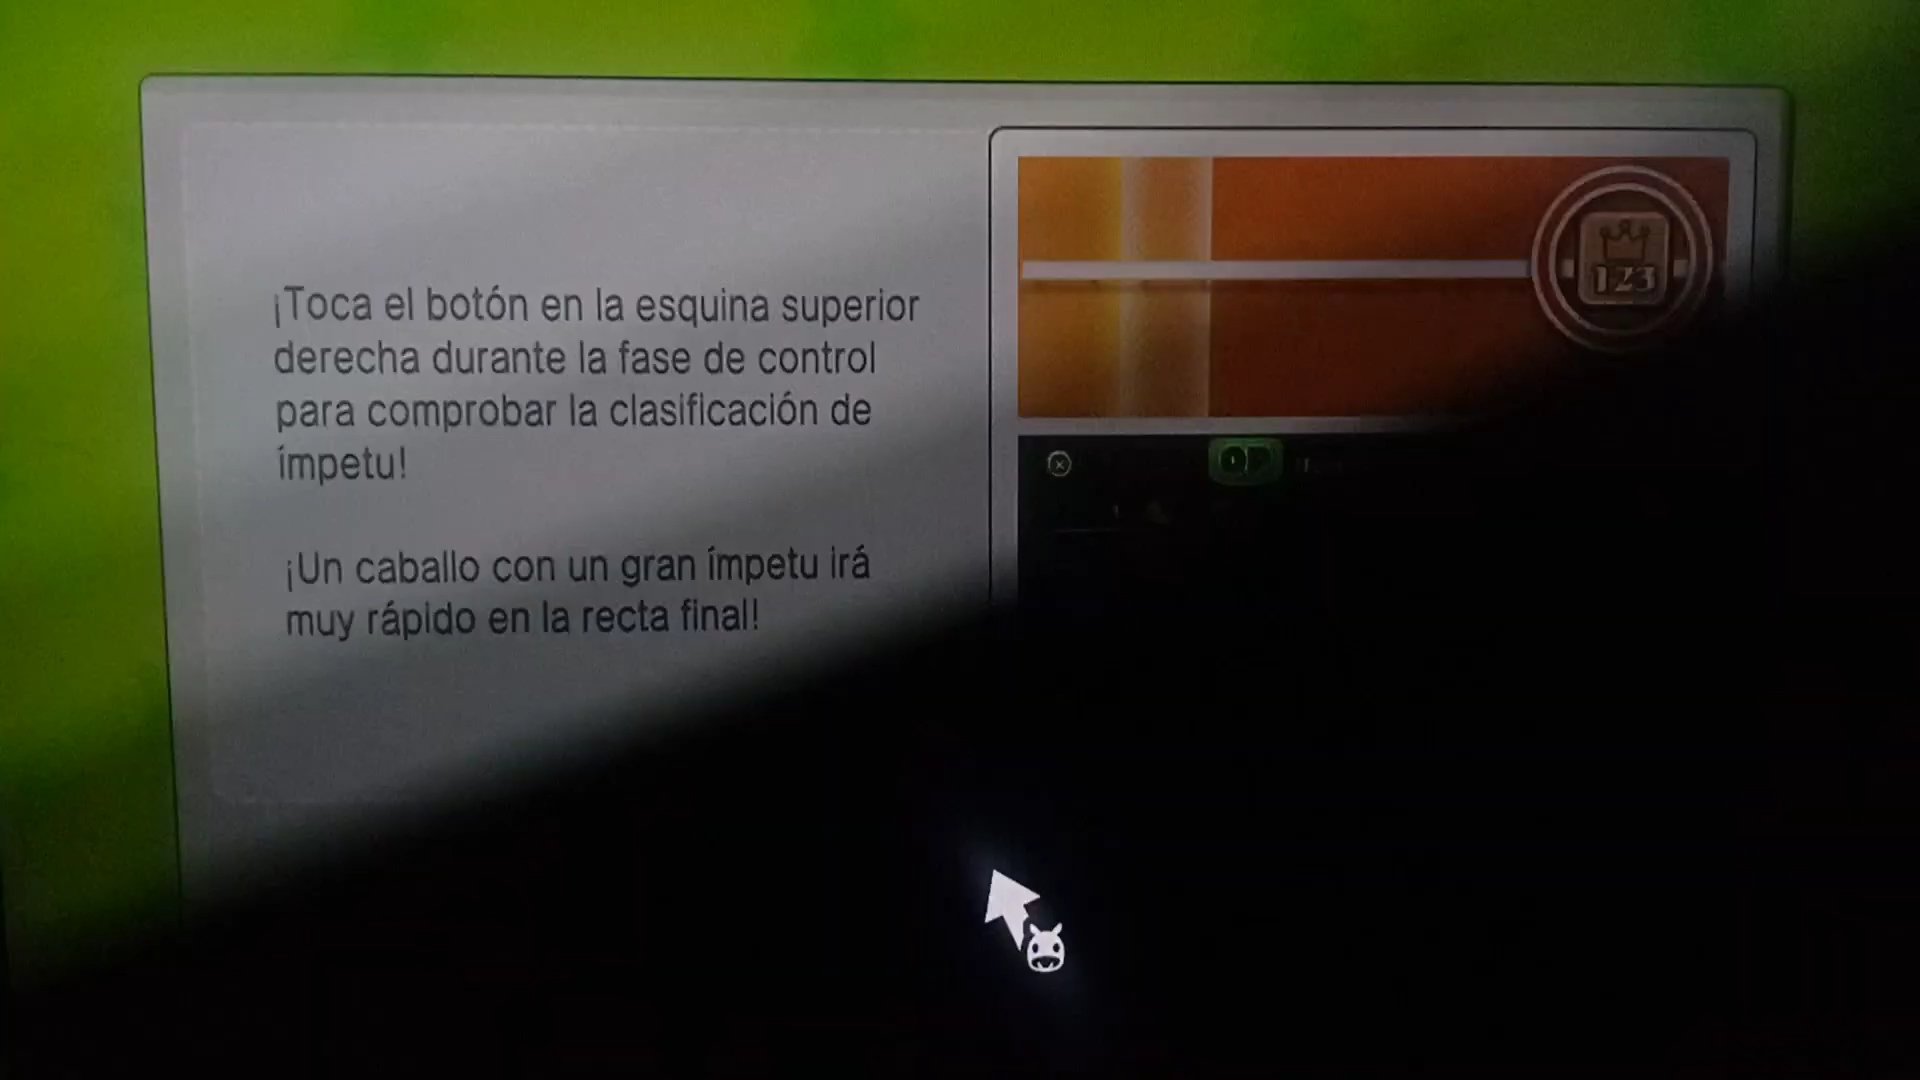 ¡Toca el botón en la esquina superior
derecha durante la fase de control
para comprobar la clasificación de
ímpetu!
¡Un caballo con un gran ímpetu irá
muy rápido en la recta final!
123